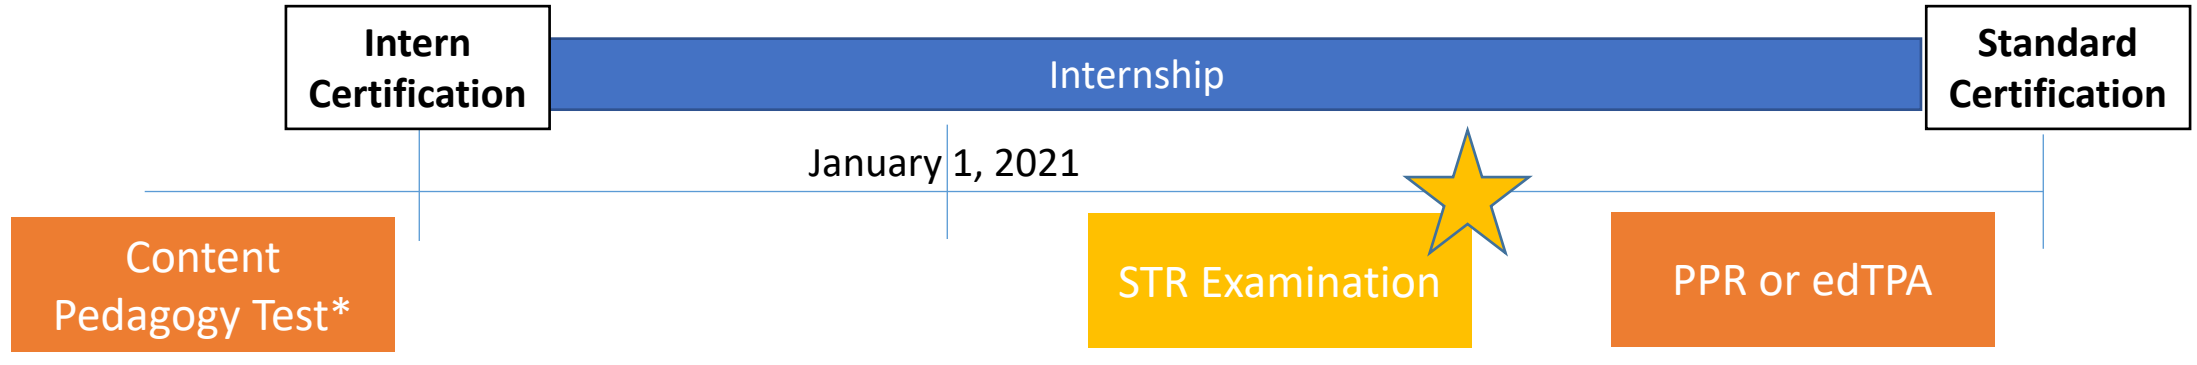 Intern
Certification
Internship
Standard
Certification
January 1, 2021
Content
Pedagogy Test*
STR Examination
PPR or edTPA